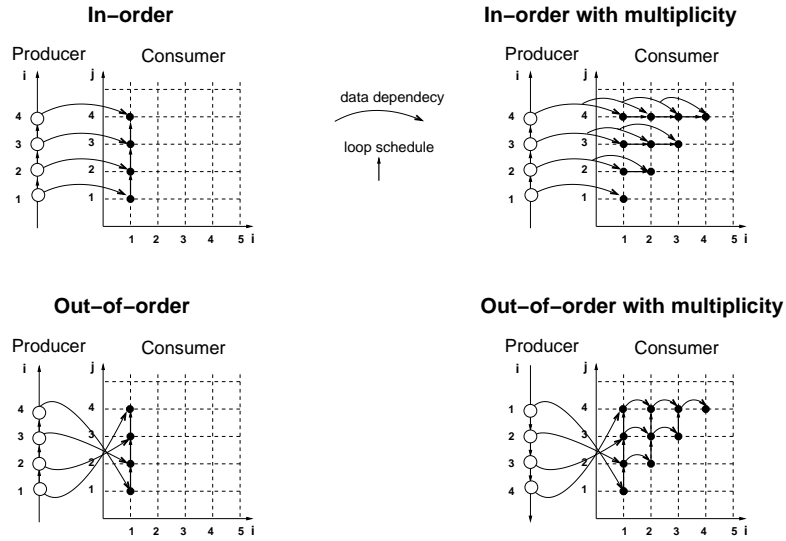 In−order
In−order with multiplicity
Producer
Consumer
i
j
4
3
2
1
4
3
2
1
1 2 3 4 5 i
data dependecy
loop schedule
Producer
Consumer
i
j
4
3
2
1
4
3
2
1
1 2 3 4 5 i
Out−of−order
Out−of−order with multiplicity
Producer
Consumer
i
j
4
3
2
1
4
3
2
1
1 2 3 4 5 i
Producer
Consumer
i
j
1
2
3
4
4
3
2
1
1 2 3 4 5 i